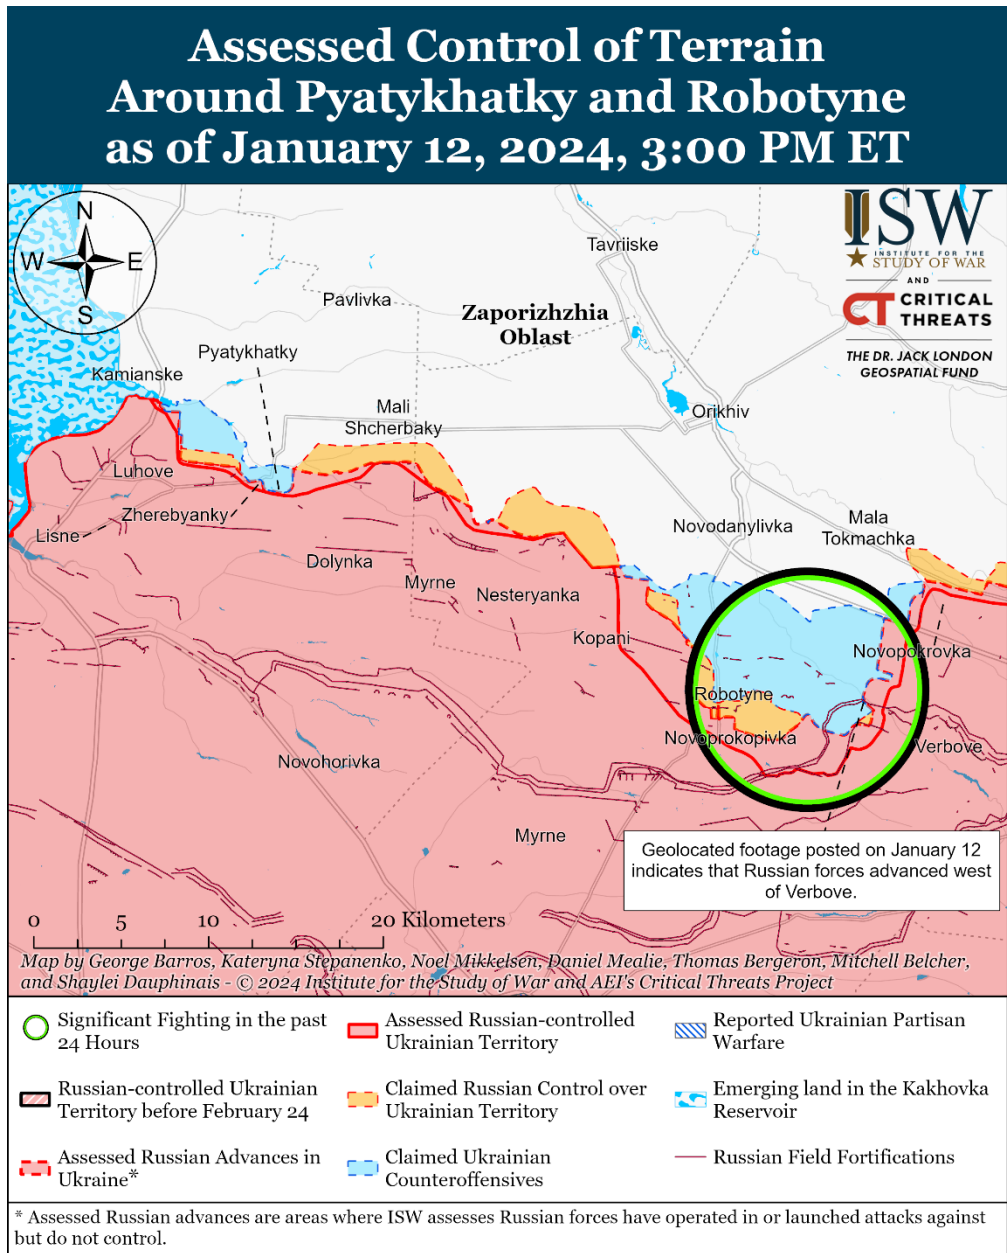 Assessed Control of Terrain
Around Pyatykhatky and Robotyne
as of January 12, 2024, 3:00 PM ET
N
W
E
S
ISW
INSTITUTE FOR THE
STUDY OF WAR
AND
CT CRITICAL
THREATS
THE DR. JACK LONDON
GEOSPATIAL FUND
Tavriiske
Pavlivka
Zaporizhzhia
Oblast
Pyatykhatky
Kamianske
Mali
Shcherbaky
Orikhiv
Luhove
Zherebyanky
Lisne
Novodanylivka
Mala
Tokmachka
Dolynka
Myrne
Nesteryanka
Kopani
Novopokrovka
Robotyne
Novoprokopivka
Verbove
Novohorivka
Myrne
Geolocated footage posted on January 12
indicates that Russian forces advanced west
of Verbove.
0 5 10 20 Kilometers
Map by George Barros, Kateryna Stepanenko, Noel Mikkelsen, Daniel Mealie, Thomas Bergeron, Mitchell Belcher,
and Shaylei Dauphinais - © 2024 Institute for the Study of War and AEI's Critical Threats Project
Significant Fighting in the past
24 Hours
Assessed Russian-controlled
Ukrainian Territory
Reported Ukrainian Partisan
Warfare
Russian-controlled Ukrainian
Territory before February 24
Claimed Russian Control over
Ukrainian Territory
Emerging land in the Kakhovka
Reservoir
Assessed Russian Advances in
Ukraine*
Claimed Ukrainian
Counteroffensives
Russian Field Fortifications
* Assessed Russian advances are areas where ISW assesses Russian forces have operated in or launched attacks against
but do not control.